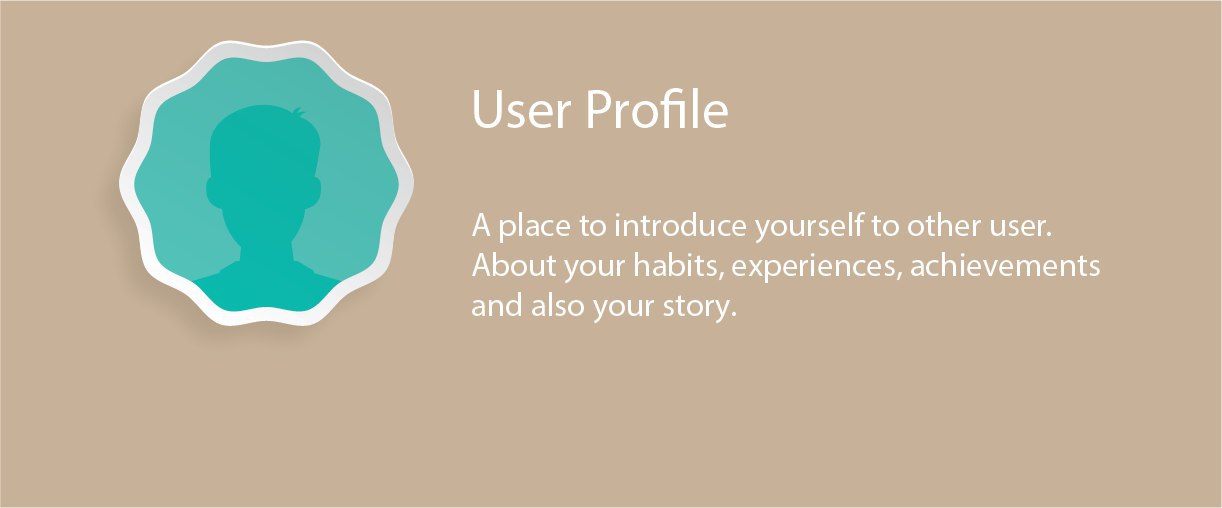 User Profile
A place to introduce yourself to other user.
About your habits, experiences, achievements
and also your story.